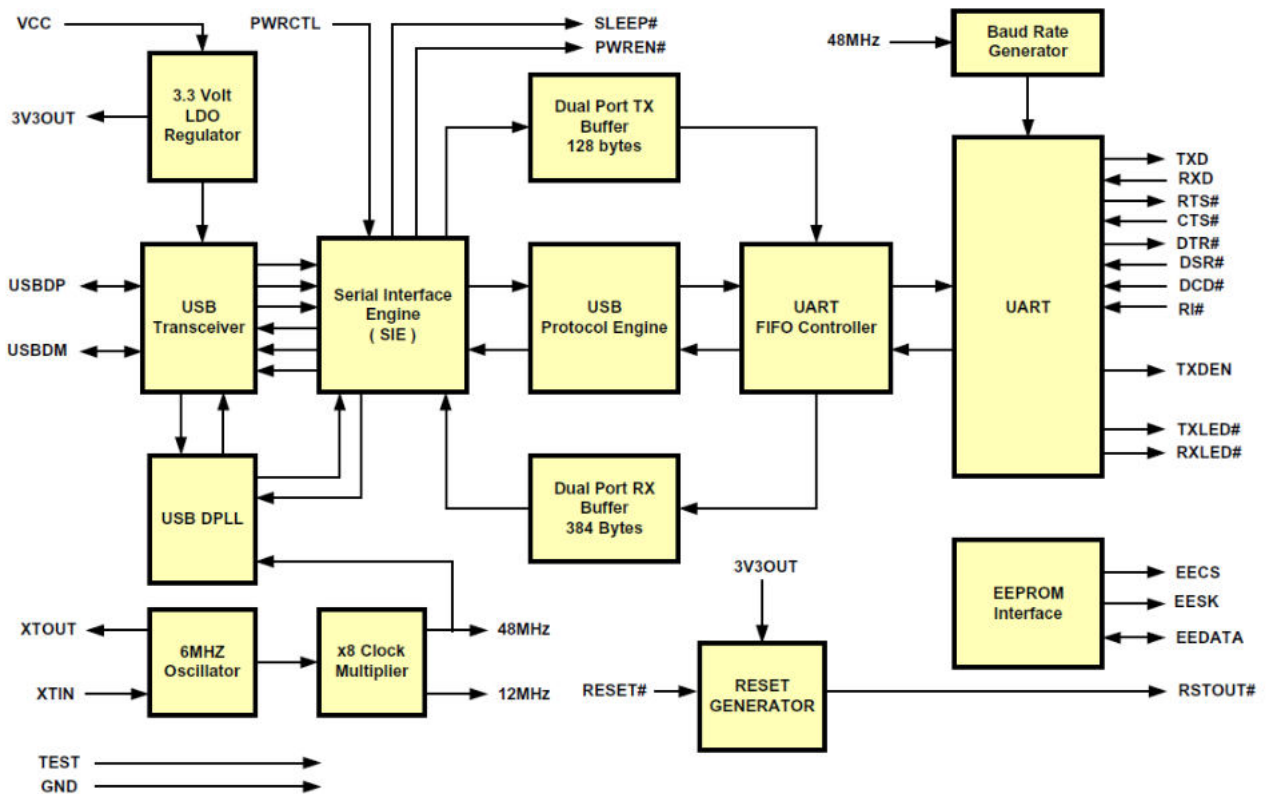 VCC
PWRCTL
SLEEP#
PWREN#
48MHz
Baud Rate
Generator
3.3 Volt
LDO
Regulator
3V3OUT
Dual Port TX
Buffer
128 bytes
TXD
RXD
RTS#
CTS#
DTR#
DSR#
DCD#
RI#
TXDEN
TXLED#
RXLED#
USBDP
USBDM
USB
Transceiver
Serial Interface
Engine
( SIE )
USB
Protocol Engine
UART
FIFO Controller
UART
USB DPLL
Dual Port RX
Buffer
384 Bytes
3V3OUT
EEPROM
Interface
EECS
EESK
EEDATA
XTOUT
XTIN
6MHZ
Oscillator
x8 Clock
Multiplier
48MHz
12MHz
RESET#
RESET
GENERATOR
RSTOUT#
TEST
GND